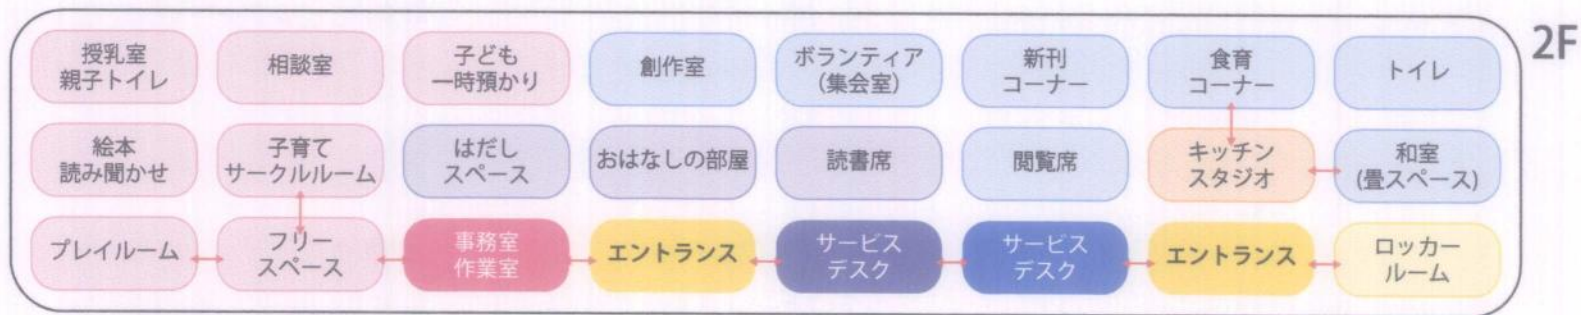 2F
授乳室
親子トイレ
相談室
子ども
一時預かり
創作室
ボランティア
(集会室)
新刊
コーナー
食育
コーナー
トイレ
絵本
読み聞かせ
子育て
サークルルーム
はだし
スペース
おはなしの部屋
読書席
閲覧席
キッチン
スタジオ
和室
(畳スペース)
プレイルーム
フリー
スペース
事務室
作業室
エントランス
サービス
デスク
サービス
デスク
エントランス
ロッカー
ルーム